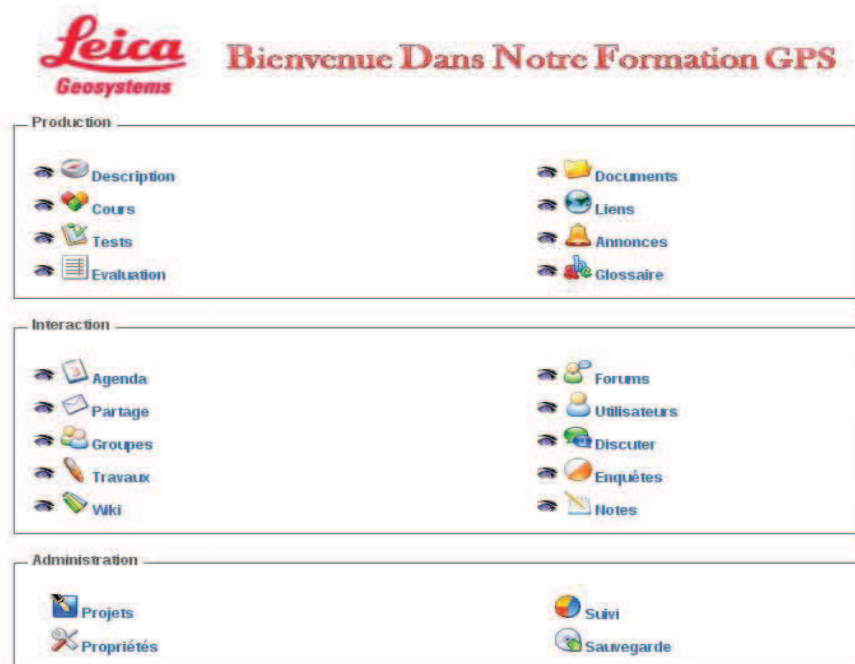 Leica
Geosystems
Bienvenue Dans Notre Formation GPS
Production
Description
Documents
Cours
Liens
Tests
Annonces
Evaluation
Glossaire
Interaction
Agenda
Forums
Partage
Utilisateurs
Groupes
Discuter
Travaux
Enquêtes
Wiki
Notes
Administration
Projets
Suivi
Propriétés
Sauvegarde